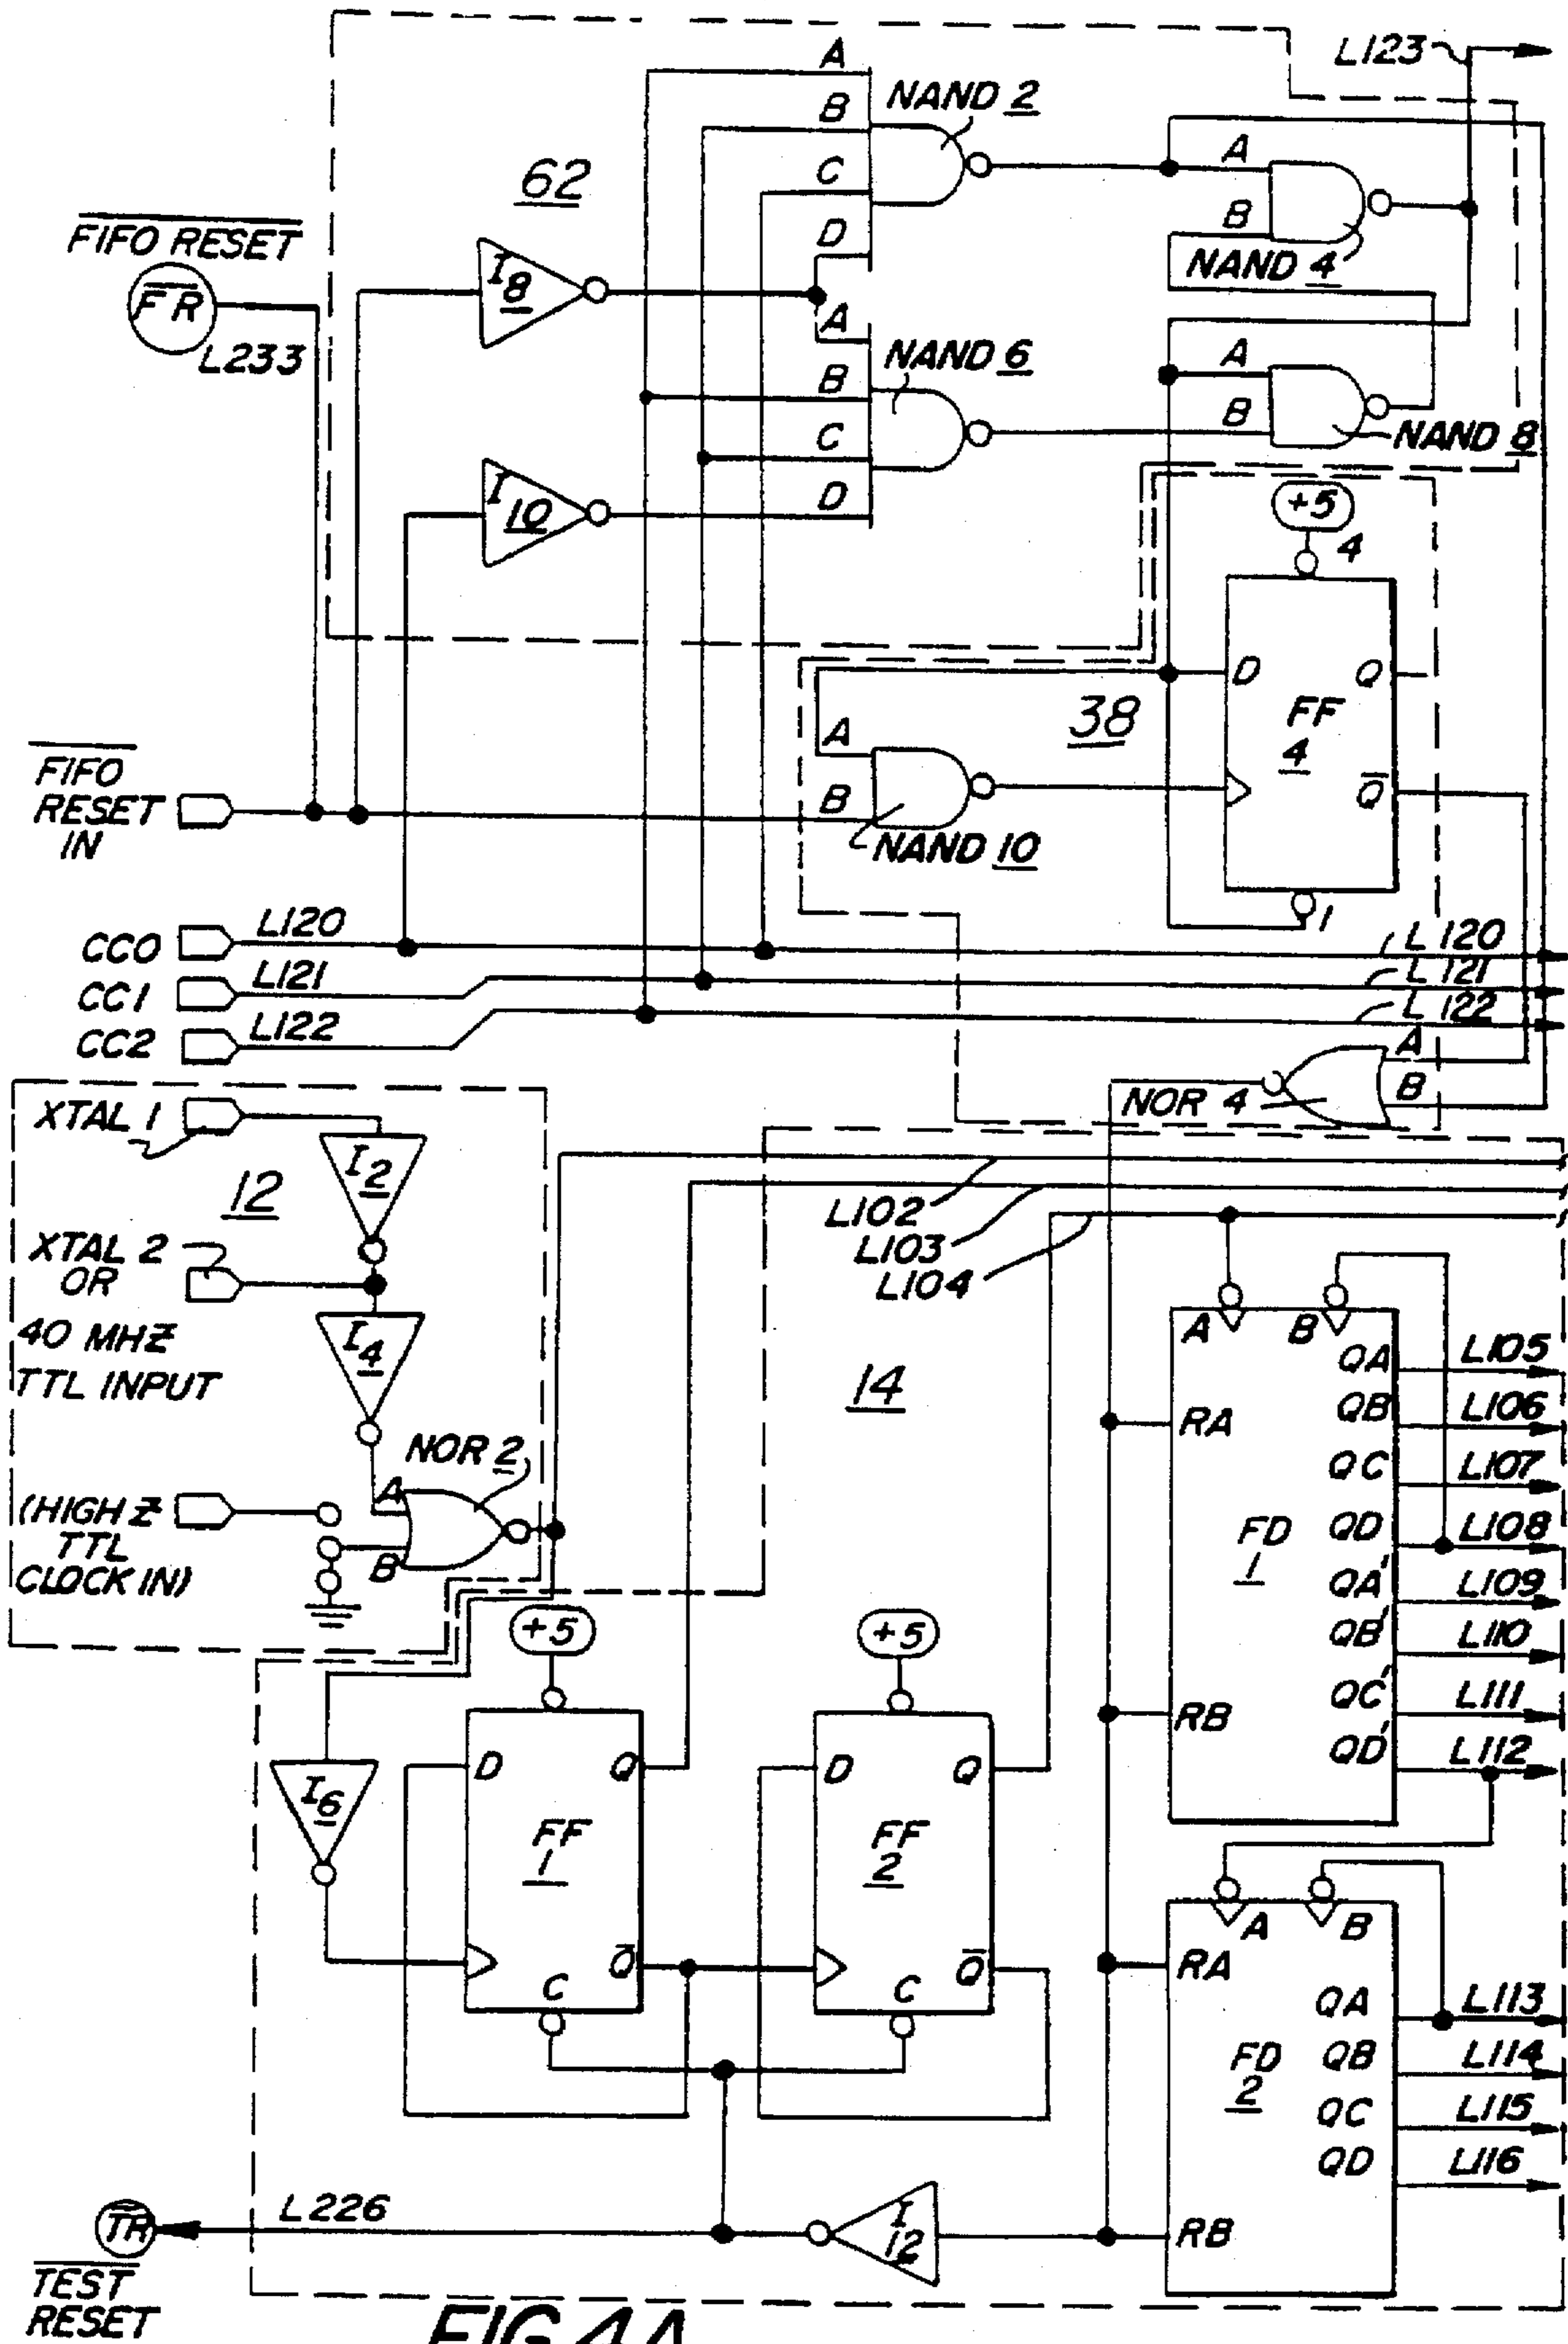 L123
A
B
NAND 2
C
D
62
A
B
NAND 4
FIFO RESET
FR
L233
I 8
A
B
NAND 6
C
D
A
B
NAND 8
I 10
+5
4
38
D
Q
FF 4
Q
1
A
B
NAND 10
FIFO
RESET
IN
CC0
L120
L120
CC1
L121
L121
CC2
L122
L122
A
B
NOR 4
XTAL 1
I2
12
XTAL 2
OR
40 MHZ
TTL INPUT
I4
NOR 2
A
B
(HIGH Z
TTL
CLOCK IN)
L102
L103
L104
14
A
B
QA
L105
QB
L106
RA
QC
L107
FD 1
QD
L108
QA'
L109
QB'
L110
QC'
L111
RB
QD'
L112
+5
+5
I6
D
Q
FF 1
Q
C
D
Q
FF 2
Q
C
A
B
RA
QA
L113
FD 2
QB
L114
QC
L115
QD
L116
RB
TR
L226
I 12
TEST
RESET
FIG. 4A